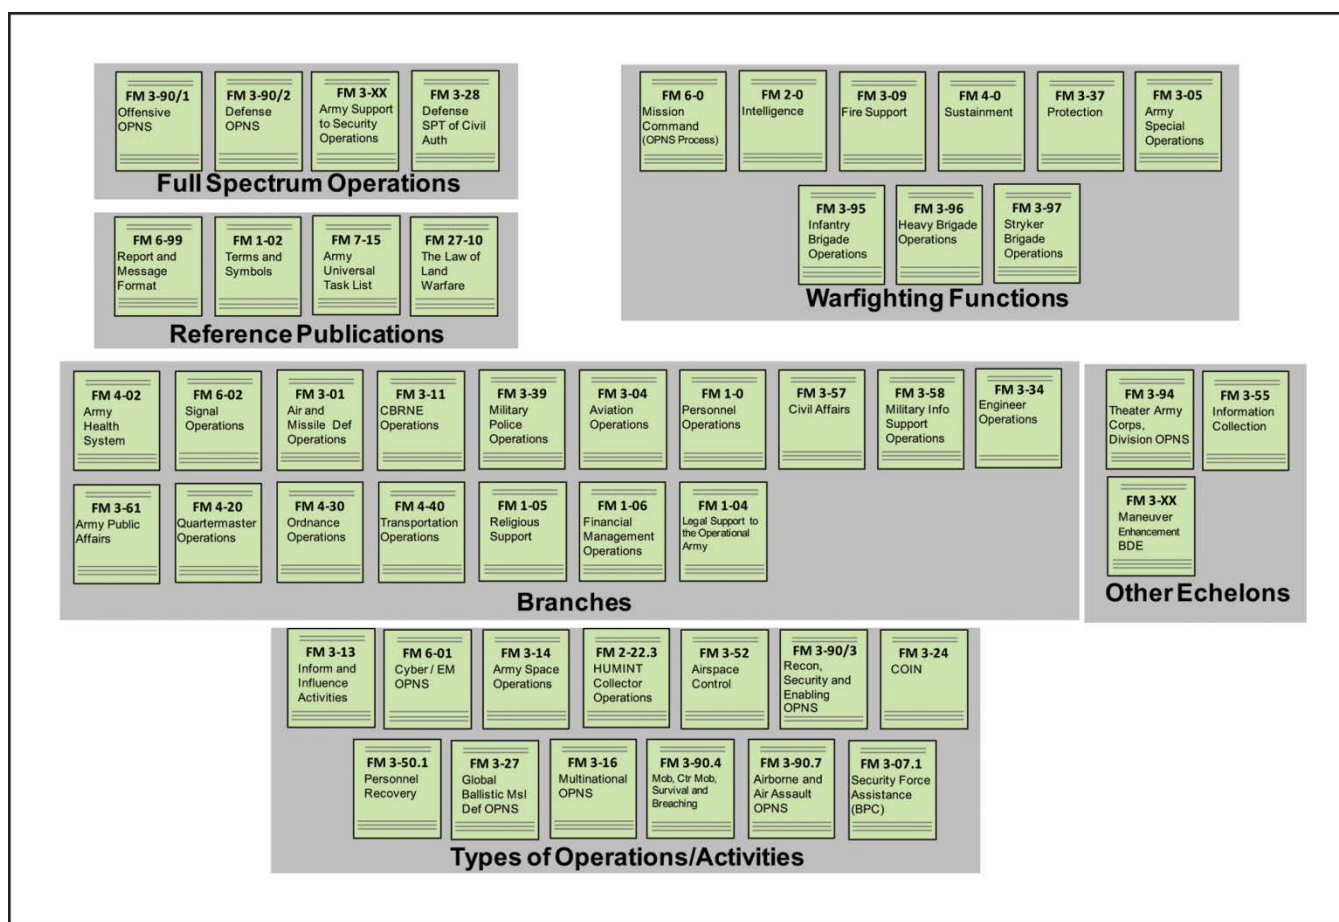 FM 3-90/1
Offensive
OPNS
FM 3-90/2
Defense
OPNS
FM 3-XX
Army Support
to Security
Operations
FM 3-28
Defense
SPT of Civil
Auth
Full Spectrum Operations
FM 6-99
Report and
Message
Format
FM 1-02
Terms and
Symbols
FM 7-15
Army
Universal
Task List
FM 27-10
The Law of
Land
Warfare
Reference Publications
FM 6-0
Mission
Command
(OPNS Process)
FM 2-0
Intelligence
FM 3-09
Fire Support
FM 4-0
Sustainment
FM 3-37
Protection
FM 3-05
Army
Special
Operations
FM 3-95
Infantry
Brigade
Operations
FM 3-96
Heavy Brigade
Operations
FM 3-97
Stryker
Brigade
Operations
Warfighting Functions
FM 4-02
Army
Health
System
FM 6-02
Signal
Operations
FM 3-01
Air and
Missile Def
Operations
FM 3-11
CBRNE
Operations
FM 3-39
Military
Police
Operations
FM 3-04
Aviation
Operations
FM 1-0
Personnel
Operations
FM 3-57
Civil Affairs
FM 3-58
Military Info
Support
Operations
FM 3-34
Engineer
Operations
FM 3-61
Army Public
Affairs
FM 4-20
Quartermaster
Operations
FM 4-30
Ordnance
Operations
FM 4-40
Transportation
Operations
FM 1-05
Religious
Support
FM 1-06
Financial
Management
Operations
FM 1-04
Legal Support to
the Operational
Army
Branches
FM 3-94
Theater Army
Corps,
Division OPNS
FM 3-55
Information
Collection
FM 3-XX
Maneuver
Enhancement
BDE
Other Echelons
FM 3-13
Inform and
Influence
Activities
FM 6-01
Cyber / EM
OPNS
FM 3-14
Army Space
Operations
FM 2-22.3
HUMINT
Collector
Operations
FM 3-52
Airspace
Control
FM 3-90/3
Recon,
Security and
Enabling
OPNS
FM 3-24
COIN
FM 3-50.1
Personnel
Recovery
FM 3-27
Global
Ballistic Msl
Def OPNS
FM 3-16
Multinational
OPNS
FM 3-90.4
Mob, Ctr Mob,
Survival and
Breaching
FM 3-90.7
Airborne and
Air Assault
OPNS
FM 3-07.1
Security Force
Assistance
(BPC)
Types of Operations/Activities